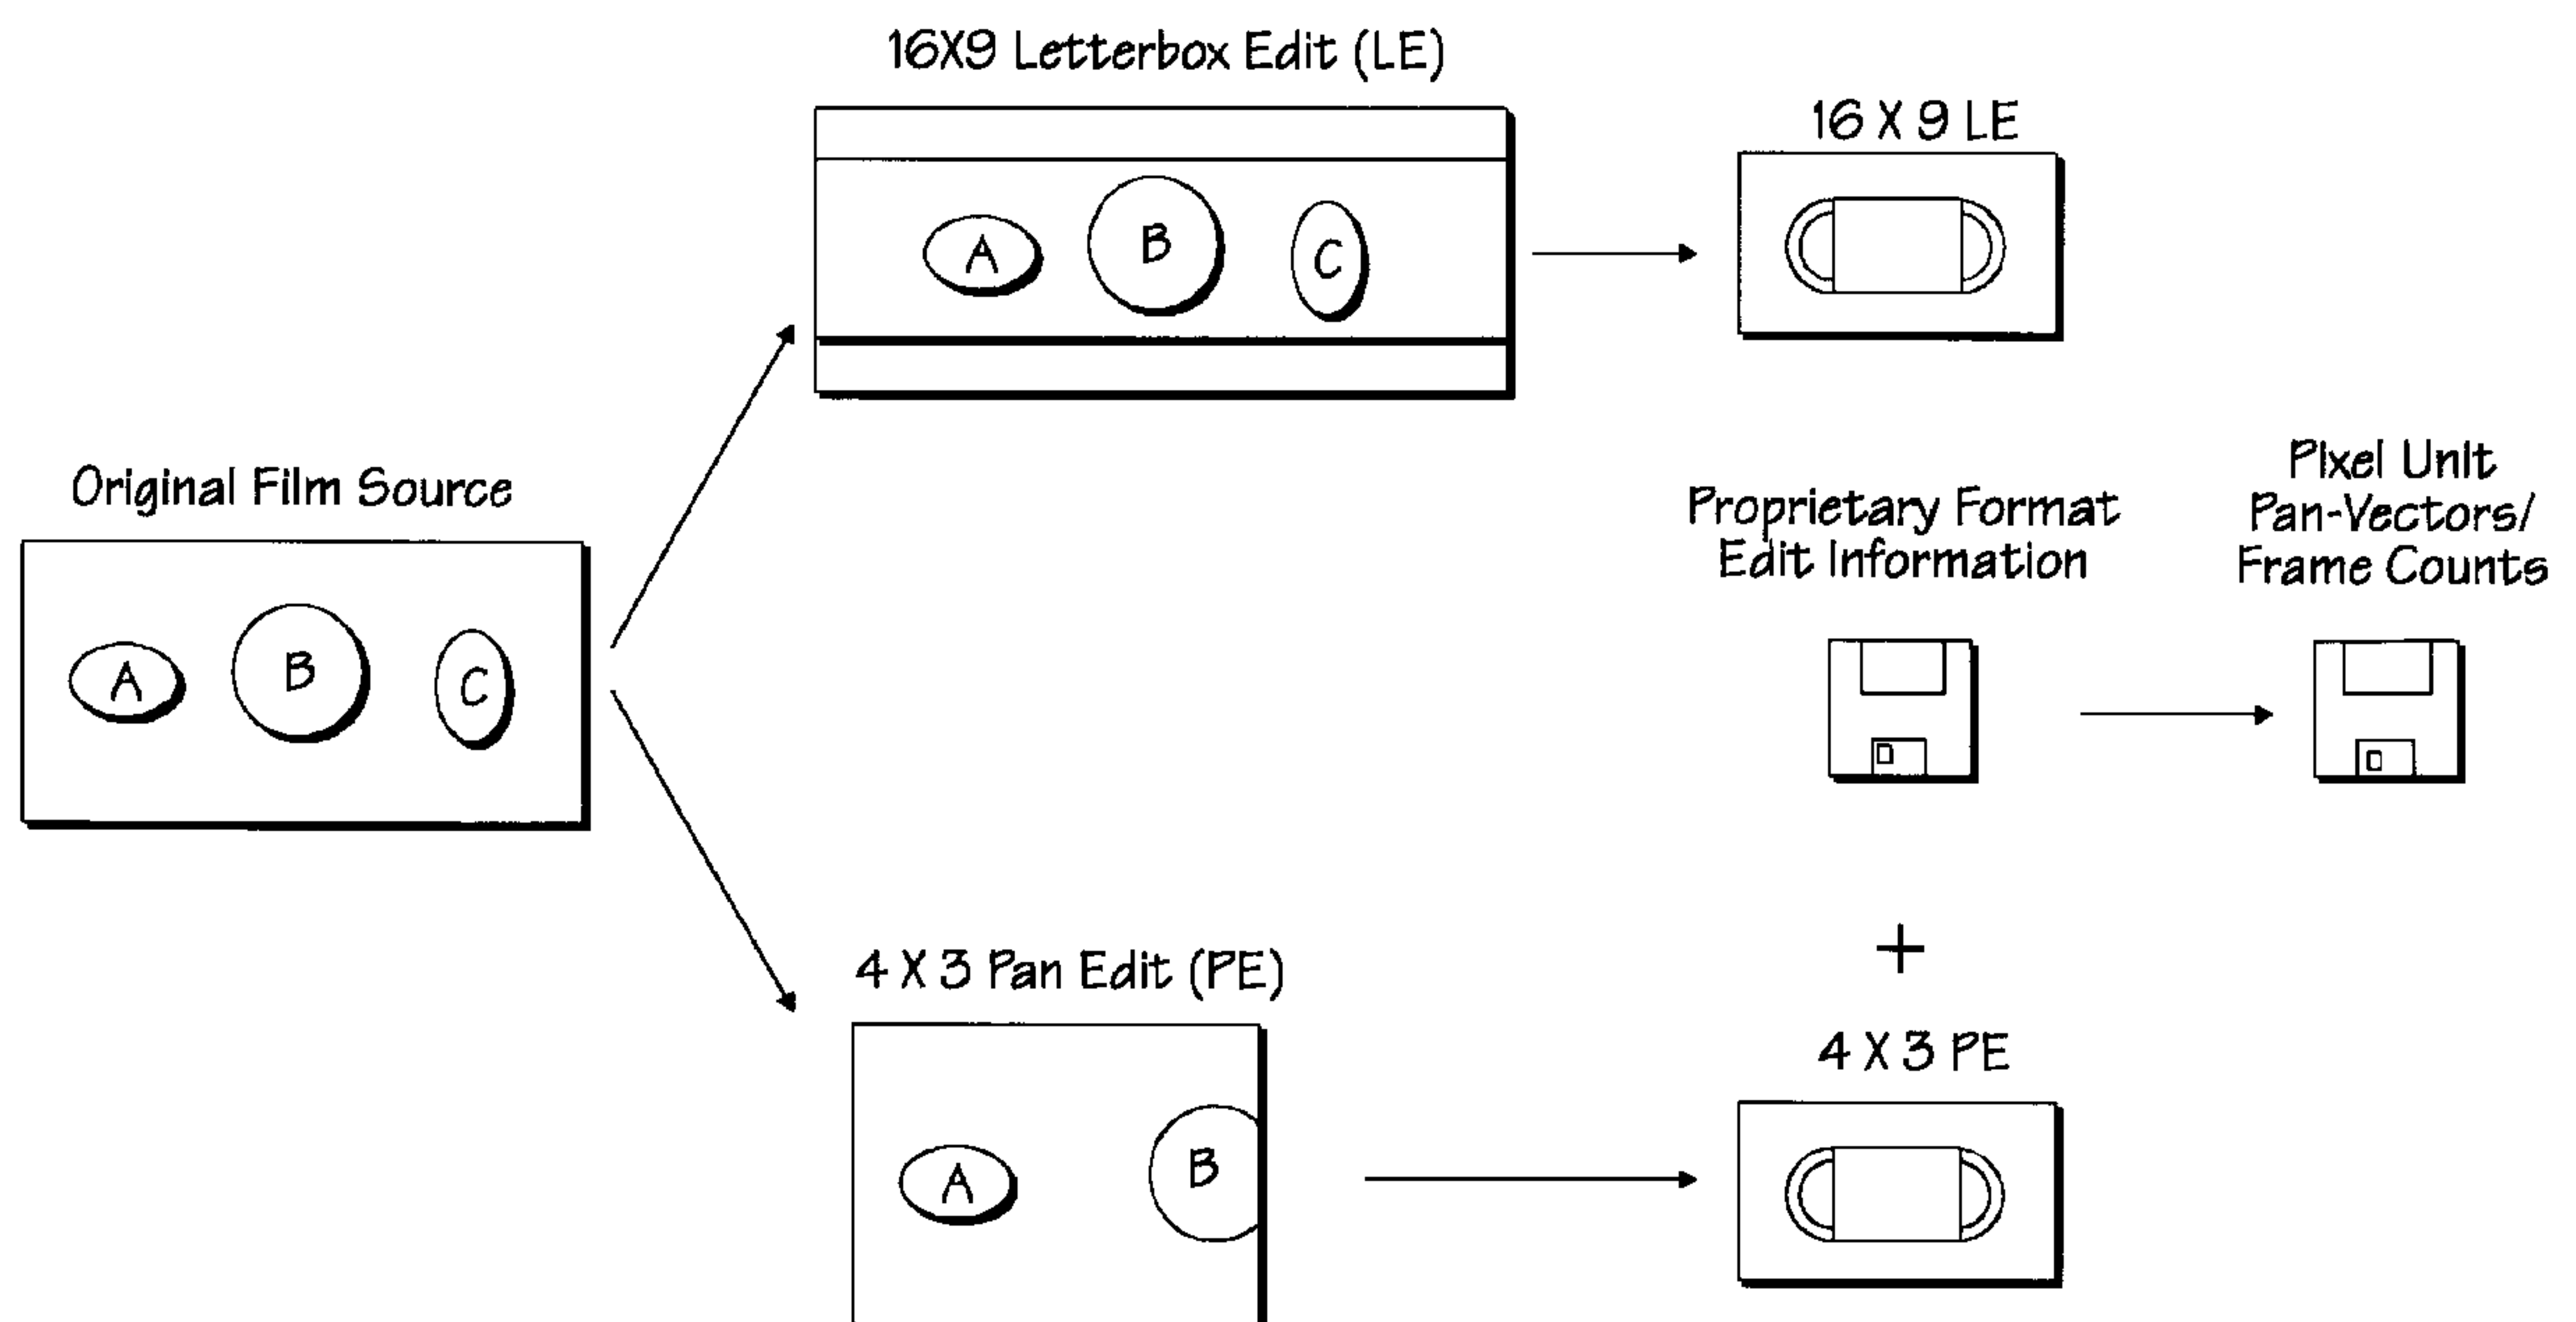 16X9 Letterbox Edit (LE)
A
B
C
16 X 9 LE
Original Film Source
A
B
C
Proprietary Format
Edit Information
Pixel Unit
Pan-Vectors/
Frame Counts
+
4 X 3 Pan Edit (PE)
A
B
4 X 3 PE